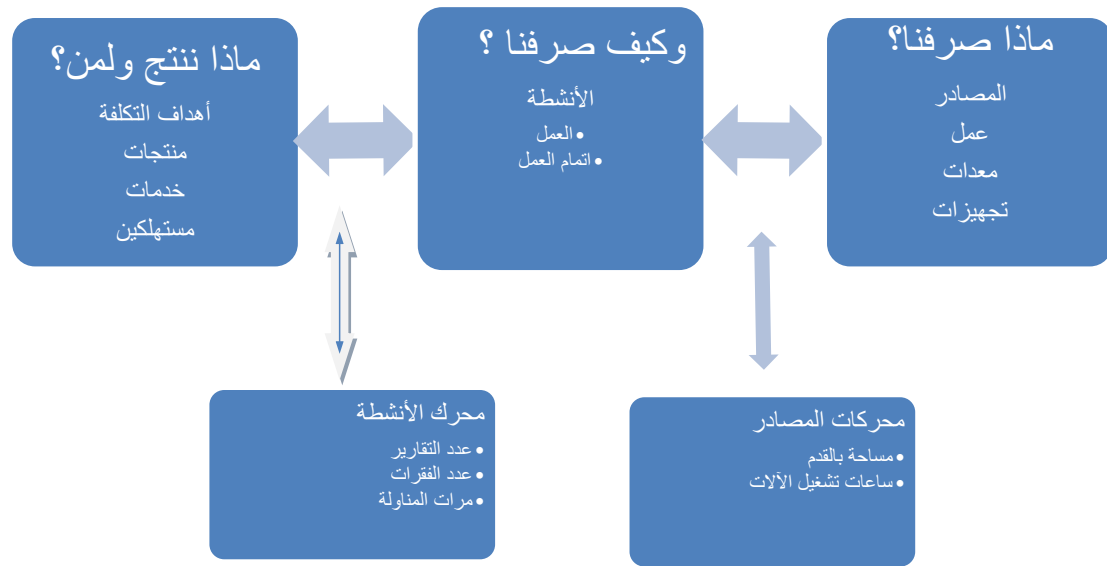 ماذا صرفنا؟
المصادر
عمل
معدات
تجهيزات
وكيف صرفنا ؟
الأنشطة
• العمل
• اتمام العمل
ماذا ننتج ولمن؟
أهداف التكلفة
منتجات
خدمات
مستهلكين
محركات المصادر
• مساحة بالقدم
• ساعات تشغيل الآلات
محرك الأنشطة
• عدد التقارير
• عدد الفقرات
• مرات المناولة